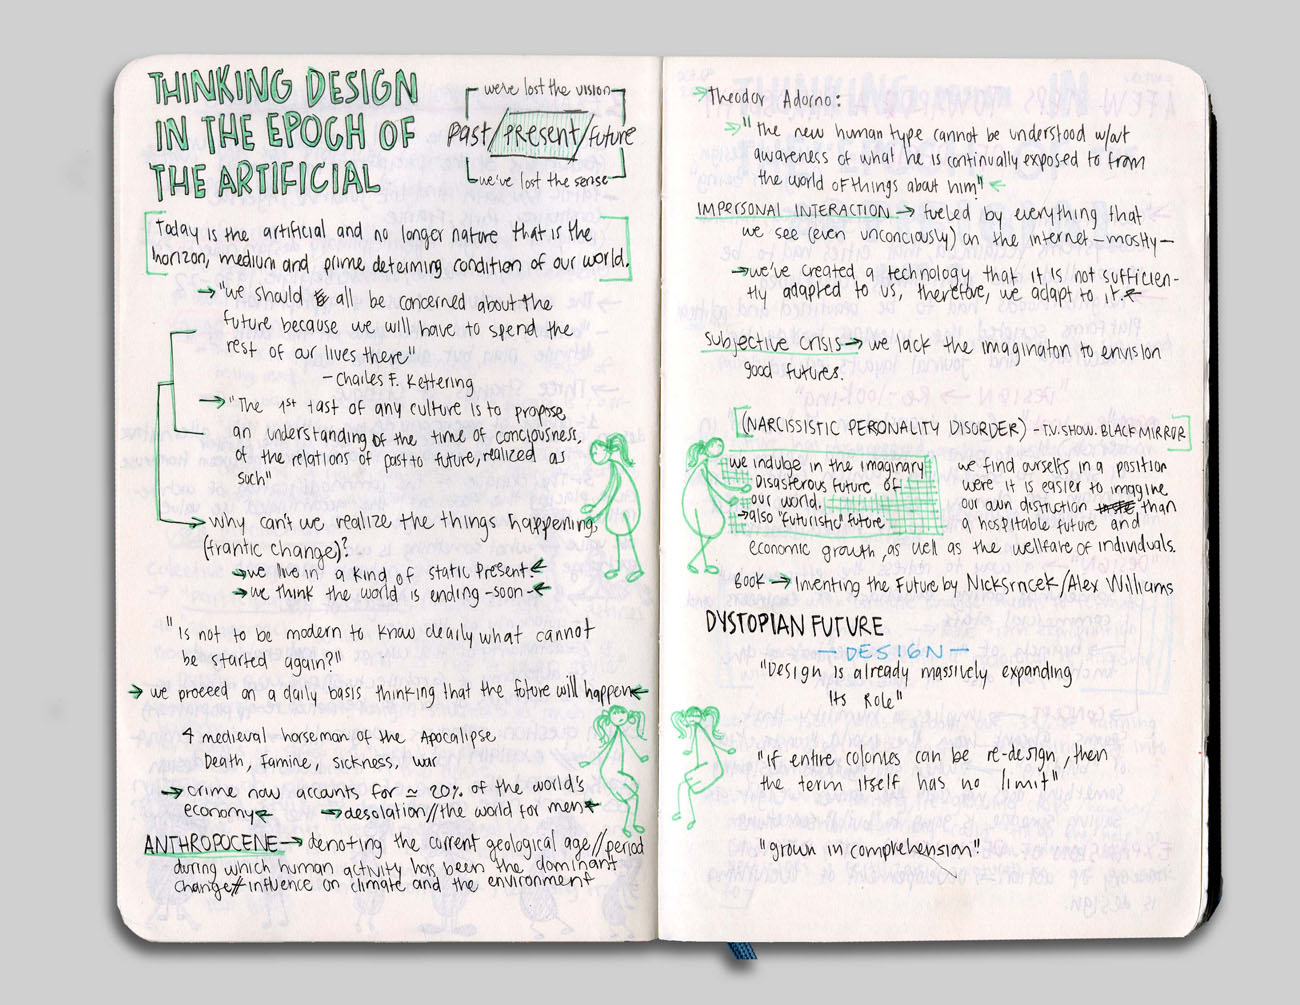 THINKING DESIGN
IN THE EPOCH OF
THE ARTIFICIAL
we've lost the vision
past/present/future
we've lost the sense
Today is the artificial and no longer nature that is the
horizon, medium and prime determing condition of our world.
→"we should all be concerned about the
future because we will have to spend the
rest of our lives there"
-Charles F. Kettering
→"The 1st tast of any culture is to propose
an understanding of the time of conciousness,
of the relations of past to future, realized as
such"
→why can't we realize the things happening,
(frantic change)?
→we live in a kind of static present.←
→we think the world is ending -soon-←
"is not to be modern to know clearly what cannot
be started again?"
→we proceed on a daily basis thinking that the future will happen←
4 medieval horseman of the Apocalipse
Death, Famine, sickness, war
→crime now accants for ≃ 20% of the world's
economy← →desolation//the world for men←
ANTHROPOCENE→denoting the current geological age//period
during which human activity has been the dominant
change//influence on climate and the environment
→Theodor Adorno:
→"the new human type cannot be understood w/out
awareness of what he is continually exposed to from
the world of things about him"←
IMPERSONAL INTERACTION→fueled by everything that
we see (even unconciously) on the internet-mostly-
→we've created a technology that it is not sufficien-
tly adapted to us, therefore, we adapt to it.←
SUBJECTIVE CRISIS→we lack the imaginaton to envision
good futures.
(NARCISSISTIC PERONALITY DISORDER) -TV.SHOW.BLACK MIRROR
we indulge in the imaginary
Disasterous future of
our world.
→also "futuristic" future
we find ourselfs in a position
were it is easier to imagine
our own distruction than
a hospitable future and
economic growth, as well as the wellfare of individuals.
Book→Inventing the Future by Nick Srncek/Alex Williams
DYSTOPIAN FUTURE
-DESIGN-
"Design is already massively expanding
its Role"
"if entire colonies can be re-design, then
the term itself has no limit"
"grown in comprehension"